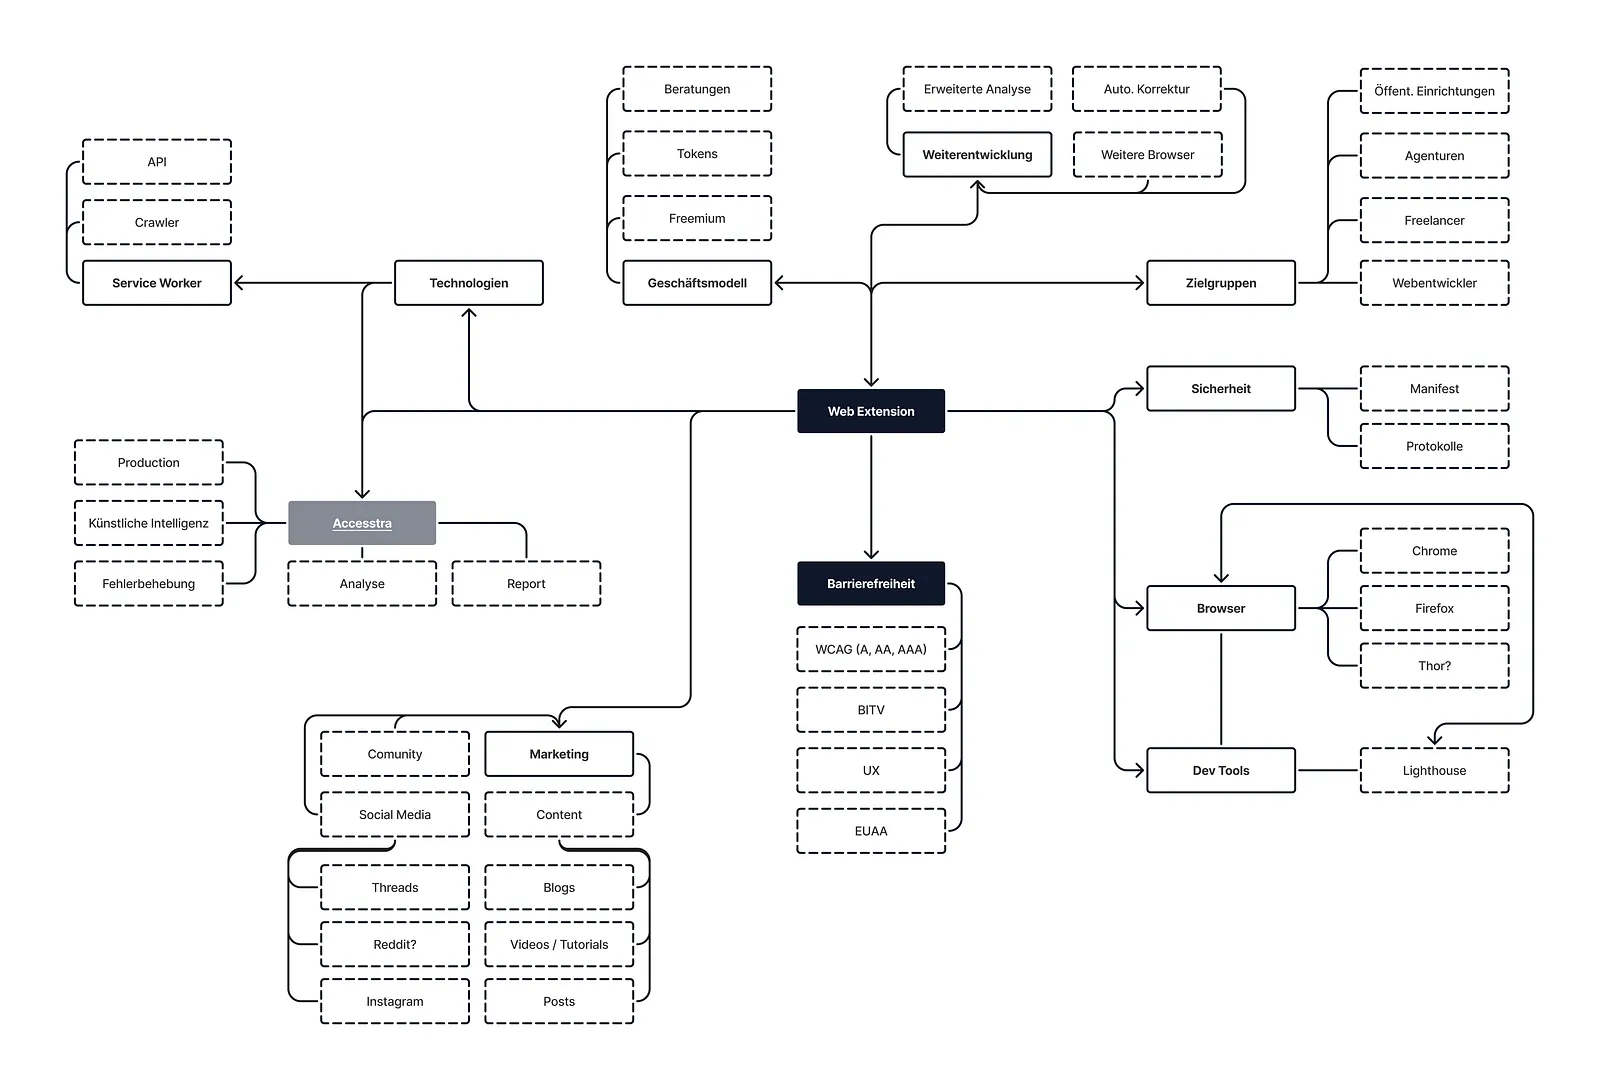 Beratungen
Erweiterte Analyse
Auto. Korrektur
Öffent. Einrichtungen
API
Tokens
Weiterentwicklung
Weitere Browser
Agenturen
Crawler
Freemium
Freelancer
Service Worker
Technologien
Geschäftsmodell
Zielgruppen
Webentwickler
Web Extension
Sicherheit
Manifest
Protokolle
Production
Künstliche Intelligenz
Accesstra
Fehlerbehebung
Analyse
Report
Barrierefreiheit
Chrome
Browser
Firefox
WCAG (A, AA, AAA)
Thor?
BITV
Comunity
Marketing
UX
Dev Tools
Lighthouse
Social Media
Content
EUAA
Threads
Blogs
Reddit?
Videos / Tutorials
Instagram
Posts